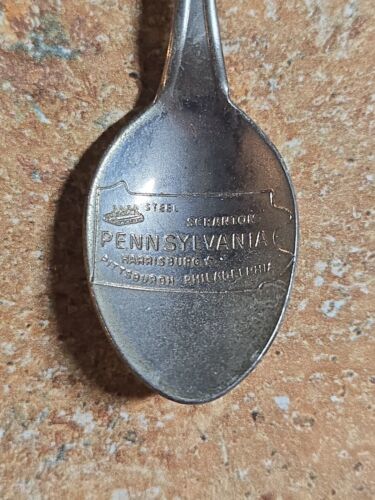 STEEL
SCRANTON
PENNSYLVANIA
HARRISBURG
PITTSBURGH PHILADELPHIA